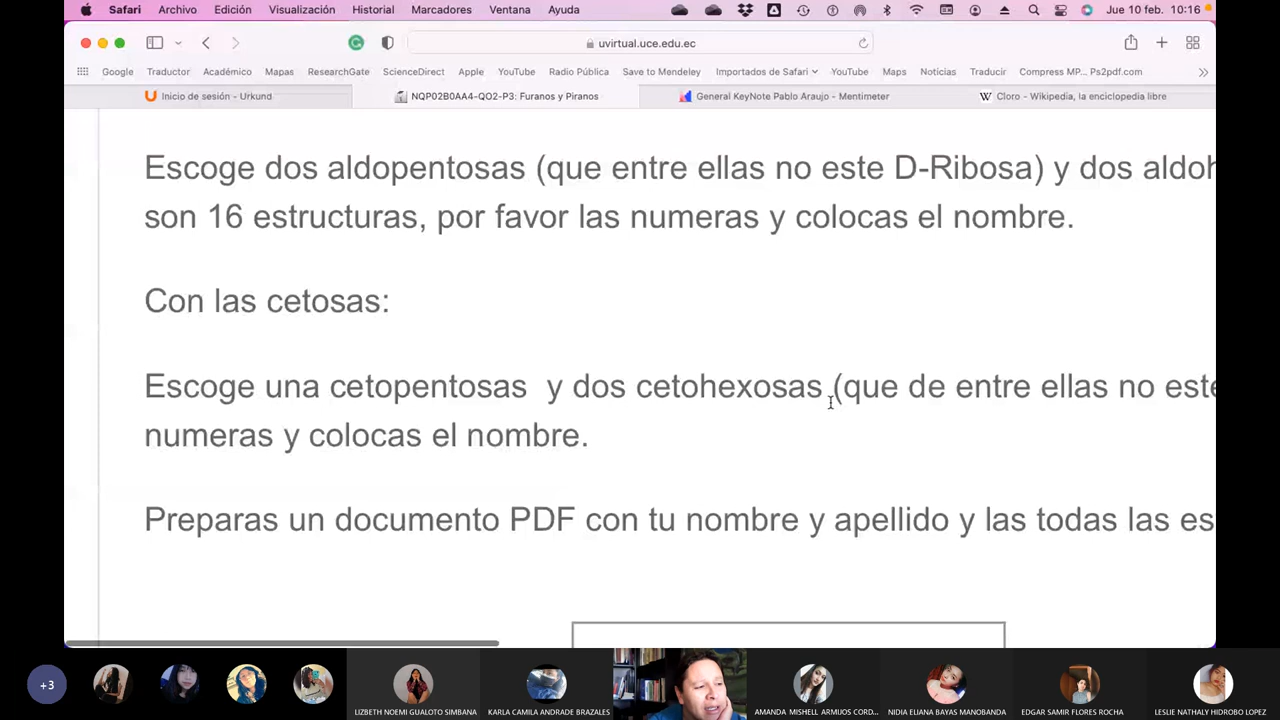 Safari Archivo Edición Visualización Historial Marcadores Ventana Ayuda Jue 10 feb. 10:16
uvirtual.uce.edu.ec
Google Traductor Académico Mapas ResearchGate ScienceDirect Apple YouTube Radio Pública Save to Mendeley Importados de Safari YouTube Maps Noticias Traducir Compress MP... Ps2pdf.com
Inicio de sesión - Urkund NQP02B0AA4-QO2-P3: Furanos y Piranos General KeyNote Pablo Araujo - Mentimeter W Cloro - Wikipedia, la enciclopedia libre
Escoge dos aldopentosas (que entre ellas no este D-Ribosa) y dos aldoh
son 16 estructuras, por favor las numeras y colocas el nombre.
Con las cetosas:
Escoge una cetopentosas y dos cetohexosas (que de entre ellas no este
numeras y colocas el nombre.
Preparas un documento PDF con tu nombre y apellido y las todas las es
+3 LIZBETH NOEMI GUALOTO SIMBANA KARLA CAMILA ANDRADE BRAZALES AMANDA MISHELL ARMIJOS CORD... NIDIA ELIANA BAYAS MANOBANDA EDGAR SAMIR FLORES ROCHA LESLIE NATHALY HIDROBO LOPEZ